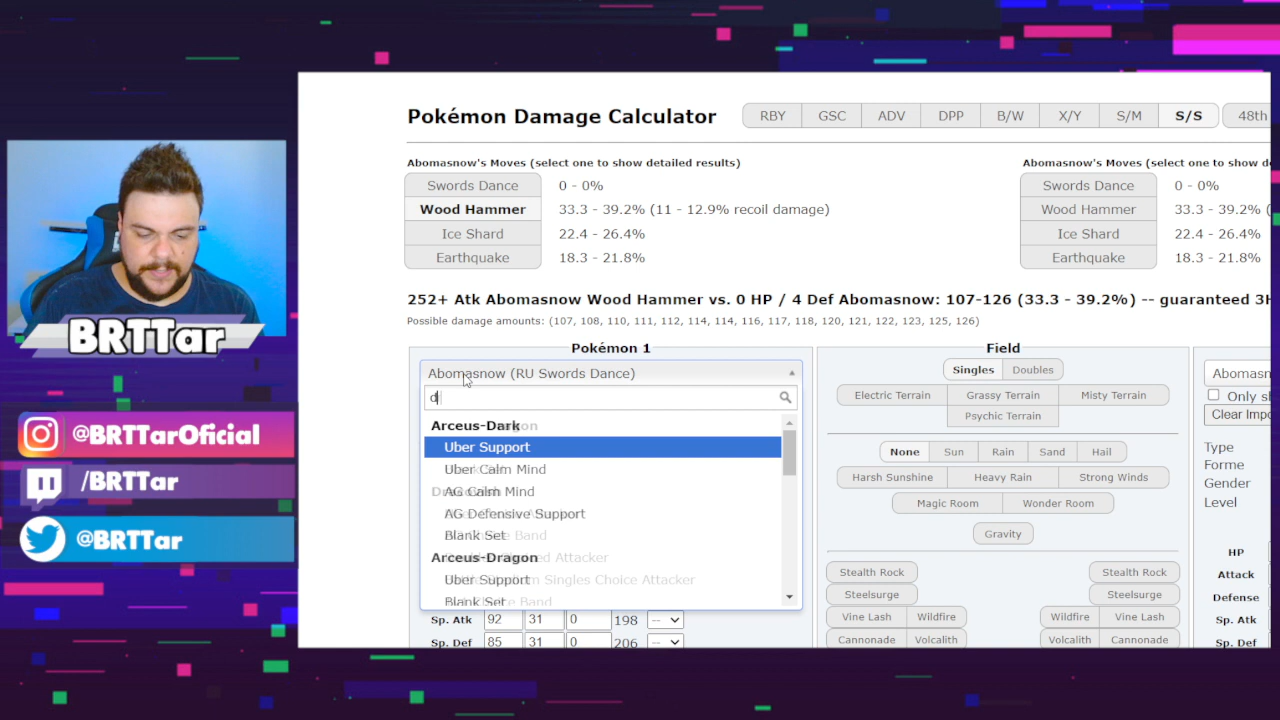 Pokémon Damage Calculator
RBY GSC ADV DPP B/W X/Y S/M S/S 48th
Abomasnow's Moves (select one to show detailed results)
Swords Dance 0 - 0%
Wood Hammer 33.3 - 39.2% (11 - 12.9% recoil damage)
Ice Shard 22.4 - 26.4%
Earthquake 18.3 - 21.8%
Abomasnow's Moves (select one to show de
Swords Dance 0 - 0%
Wood Hammer 33.3 - 39.2% (
Ice Shard 22.4 - 26.4%
Earthquake 18.3 - 21.8%
252+ Atk Abomasnow Wood Hammer vs. 0 HP / 4 Def Abomasnow: 107-126 (33.3 - 39.2%) -- guaranteed 3H
Possible damage amounts: (107, 108, 110, 111, 112, 114, 114, 116, 117, 118, 120, 121, 122, 123, 125, 126)
Pokémon 1
Abomasnow (RU Swords Dance)
d
Arceus-Dark
Uber Support
Uber Calm Mind
AG Calm Mind
AG Defensive Support
Blank Set
Arceus-Dragon
Uber Support
Blank Set
Sp. Atk 92 31 0 198 --
Sp. Def 85 31 0 206 --
Field
Singles Doubles
Electric Terrain Grassy Terrain Misty Terrain
Psychic Terrain
None Sun Rain Sand Hail
Harsh Sunshine Heavy Rain Strong Winds
Magic Room Wonder Room
Gravity
Stealth Rock Stealth Rock
Steelsurge Steelsurge
Vine Lash Wildfire Wildfire Vine Lash
Cannonade Volcalith Volcalith Cannonade
Abomasn
Only s
Clear Impo
Type
Forme
Gender
Level
HP
Attack
Defense
Sp. Atk
Sp. Def
BRTTar
@BRTTarOficial
/BRTTar
@BRTTar